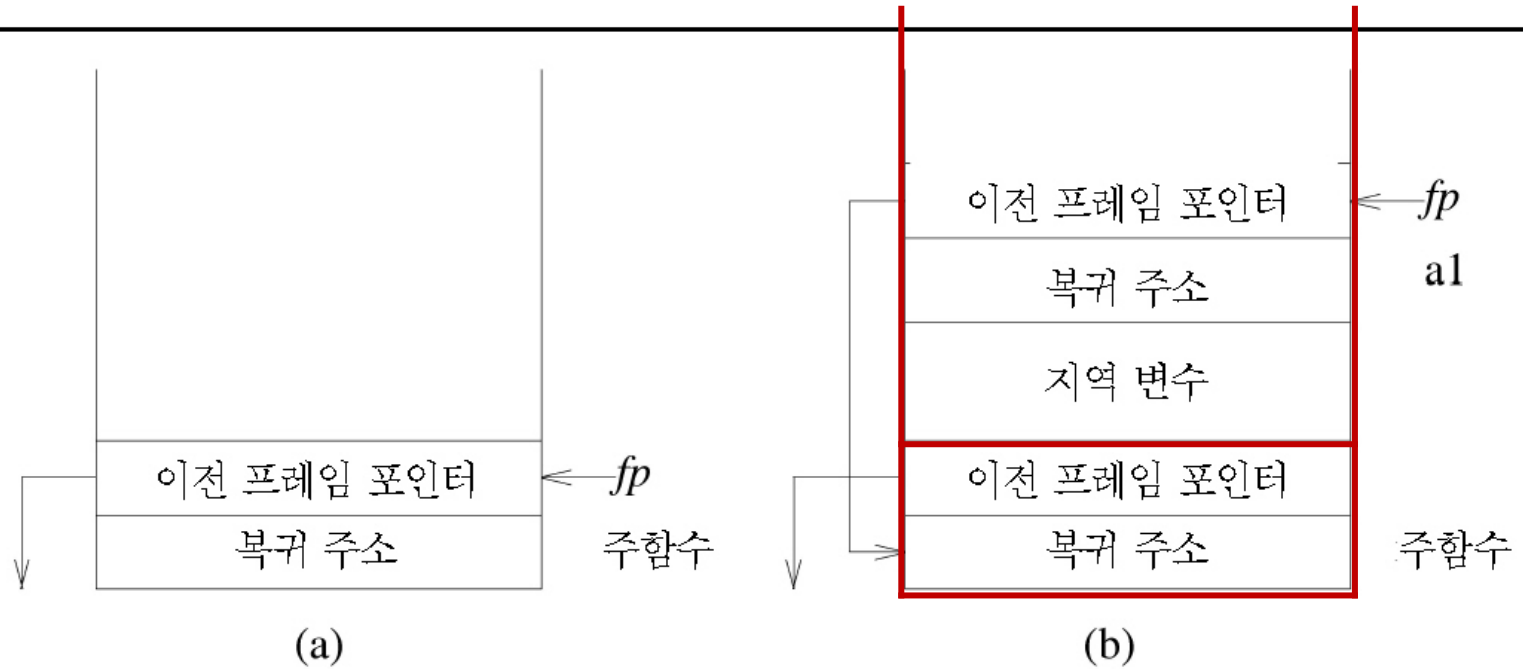 이전 프레임 포인터
fp
복귀 주소
주함수
(a)
이전 프레임 포인터
fp
복귀 주소
a1
지역 변수
이전 프레임 포인터
복귀 주소
주함수
(b)